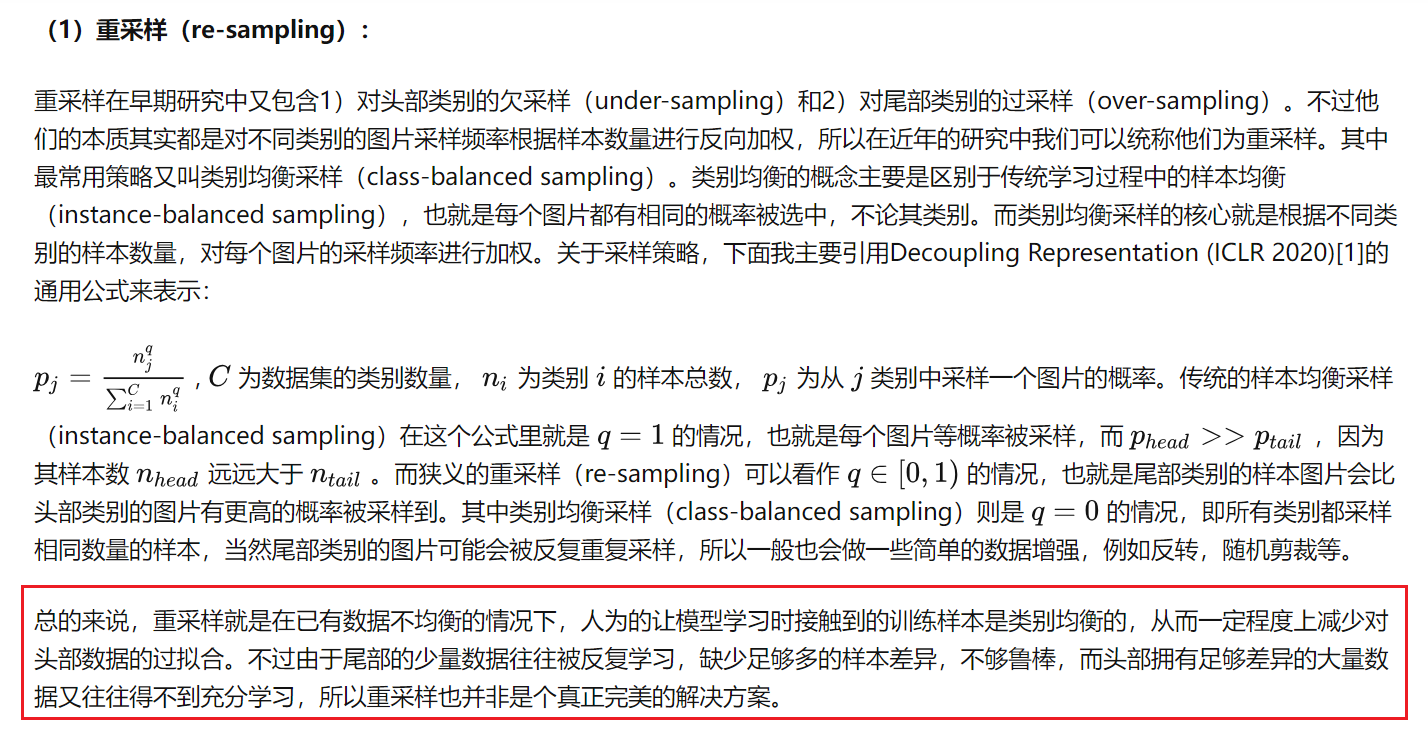 （1）重采样（re-sampling）：
重采样在早期研究中又包含1）对头部类别的欠采样（under-sampling）和2）对尾部类别的过采样（over-sampling）。不过他
们的本质其实都是对不同类别的图片采样频率根据样本数量进行反向加权，所以在近年的研究中我们可以统称他们为重采样。其中
最常用策略又叫类别均衡采样（class-balanced sampling）。类别均衡的概念主要是区别于传统学习过程中的样本均衡
（instance-balanced sampling），也就是每个图片都有相同的概率被选中，不论其类别。而类别均衡采样的核心就是根据不同类
别的样本数量，对每个图片的采样频率进行加权。关于采样策略，下面我主要引用Decoupling Representation (ICLR 2020)[1]的
通用公式来表示：
$p_j = \frac{n_j^q}{\sum_{i=1}^{C} n_i^q}$ , $C$ 为数据集的类别数量， $n_i$ 为类别 $i$ 的样本总数， $p_j$ 为从 $j$ 类别中采样一个图片的概率。传统的样本均衡采样
（instance-balanced sampling）在这个公式里就是 $q = 1$ 的情况，也就是每个图片等概率被采样，而 $p_{head} >> p_{tail}$ ，因为
其样本数 $n_{head}$ 远远大于 $n_{tail}$ 。而狭义的重采样（re-sampling）可以看作 $q \in [0, 1)$ 的情况，也就是尾部类别的样本图片会比
头部类别的图片有更高的概率被采样到。其中类别均衡采样（class-balanced sampling）则是 $q = 0$ 的情况，即所有类别都采样
相同数量的样本，当然尾部类别的图片可能会被反复重复采样，所以一般也会做一些简单的数据增强，例如反转，随机剪裁等。
总的来说，重采样就是在已有数据不均衡的情况下，人为的让模型学习时接触到的训练样本是类别均衡的，从而一定程度上减少对
头部数据的过拟合。不过由于尾部的少量数据往往被反复学习，缺少足够多的样本差异，不够鲁棒，而头部拥有足够差异的大量数
据又往往得不到充分学习，所以重采样也并非是个真正完美的解决方案。